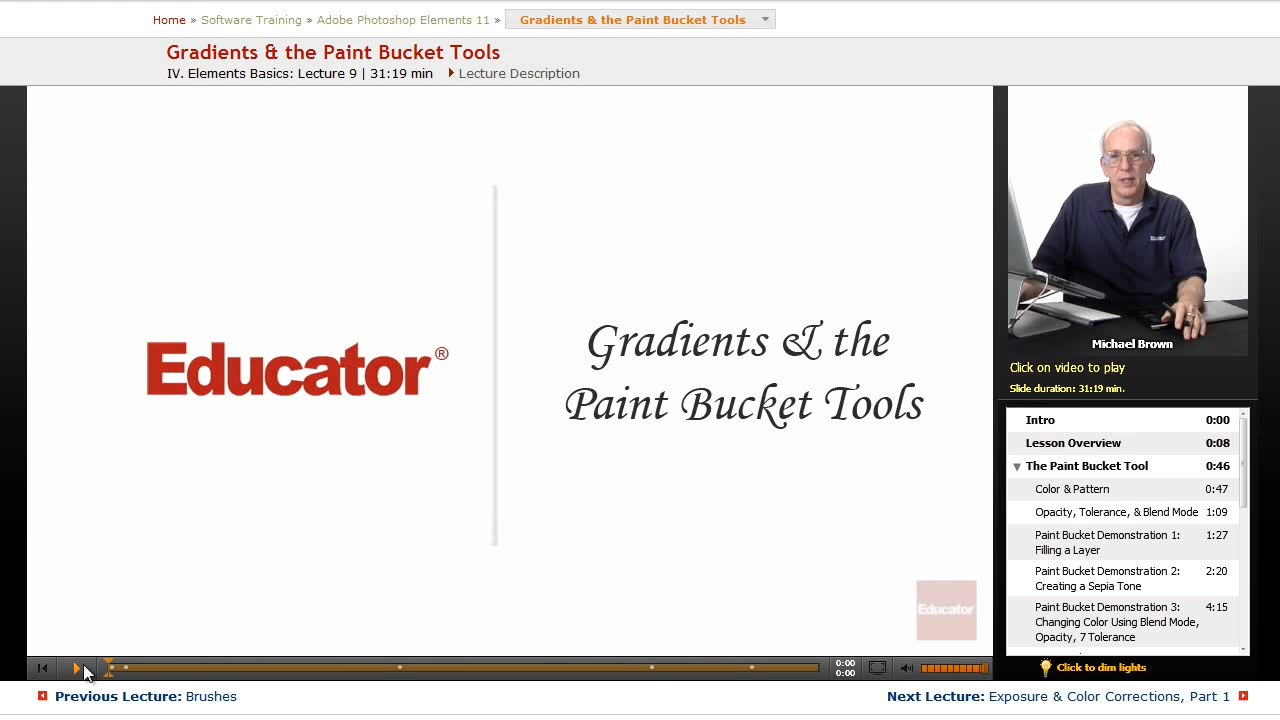 Home » Software Training » Adobe Photoshop Elements 11 » Gradients & the Paint Bucket Tools
Gradients & the Paint Bucket Tools
IV. Elements Basics: Lecture 9 | 31:19 min Lecture Description
Educator®
Gradients & the
Paint Bucket Tools
Educator
Educator
Michael Brown
Click on video to play
Slide duration: 31:19 min.
Intro 0:00
Lesson Overview 0:08
The Paint Bucket Tool 0:46
Color & Pattern 0:47
Opacity, Tolerance, & Blend Mode 1:09
Paint Bucket Demonstration 1: 1:27
Filling a Layer
Paint Bucket Demonstration 2: 2:20
Creating a Sepia Tone
Paint Bucket Demonstration 3: 4:15
Changing Color Using Blend Mode,
Opacity, 7 Tolerance
0:00
0:00
Click to dim lights
Previous Lecture: Brushes
Next Lecture: Exposure & Color Corrections, Part 1